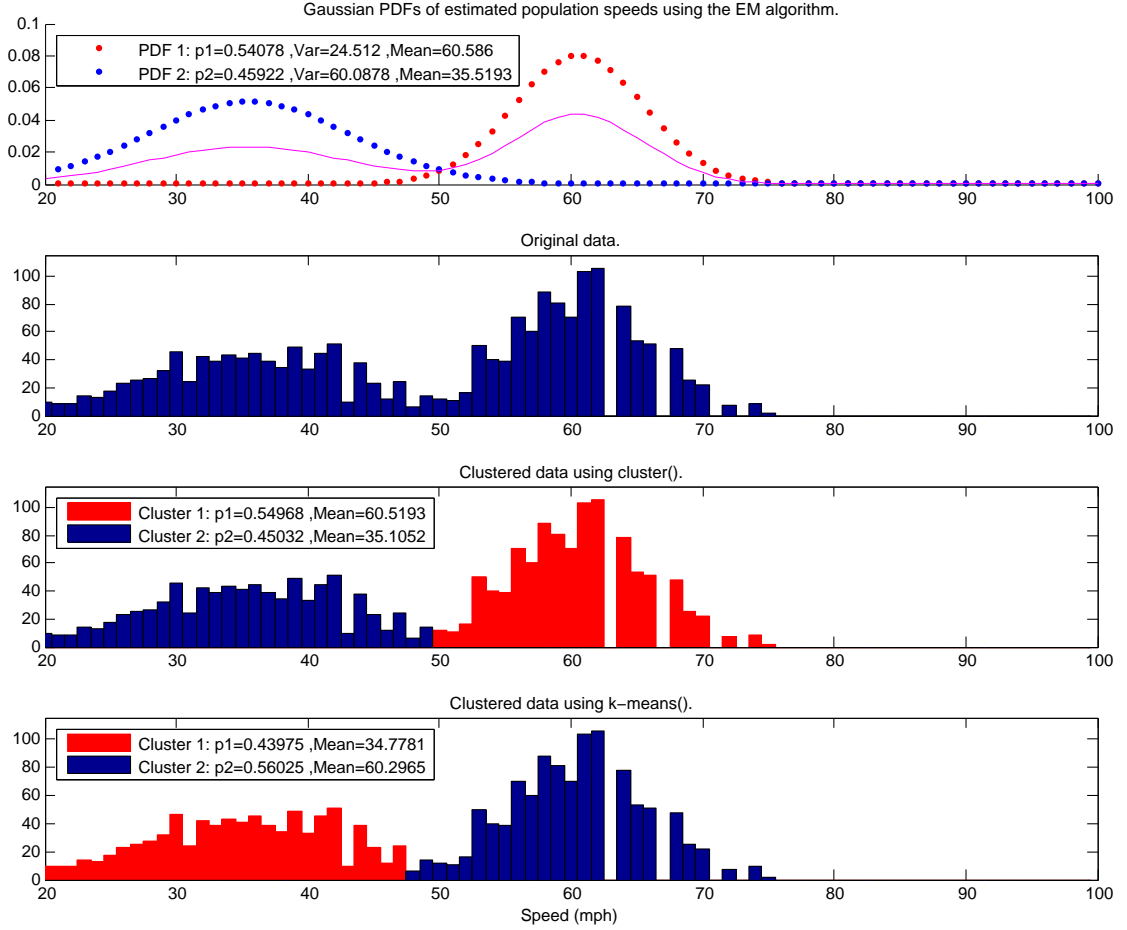 Gaussian PDFs of estimated population speeds using the EM algorithm.
0.1
0.08
0.06
0.04
0.02
0
PDF 1: p1=0.54078 ,Var=24.512 ,Mean=60.586
PDF 2: p2=0.45922 ,Var=60.0878 ,Mean=35.5193
20 30 40 50 60 70 80 90 100
Original data.
100
80
60
40
20
0
20 30 40 50 60 70 80 90 100
Clustered data using cluster().
100
80
60
40
20
0
Cluster 1: p1=0.54968 ,Mean=60.5193
Cluster 2: p2=0.45032 ,Mean=35.1052
20 30 40 50 60 70 80 90 100
Clustered data using k−means().
100
80
60
40
20
0
Cluster 1: p1=0.43975 ,Mean=34.7781
Cluster 2: p2=0.56025 ,Mean=60.2965
20 30 40 50 60 70 80 90 100
Speed (mph)